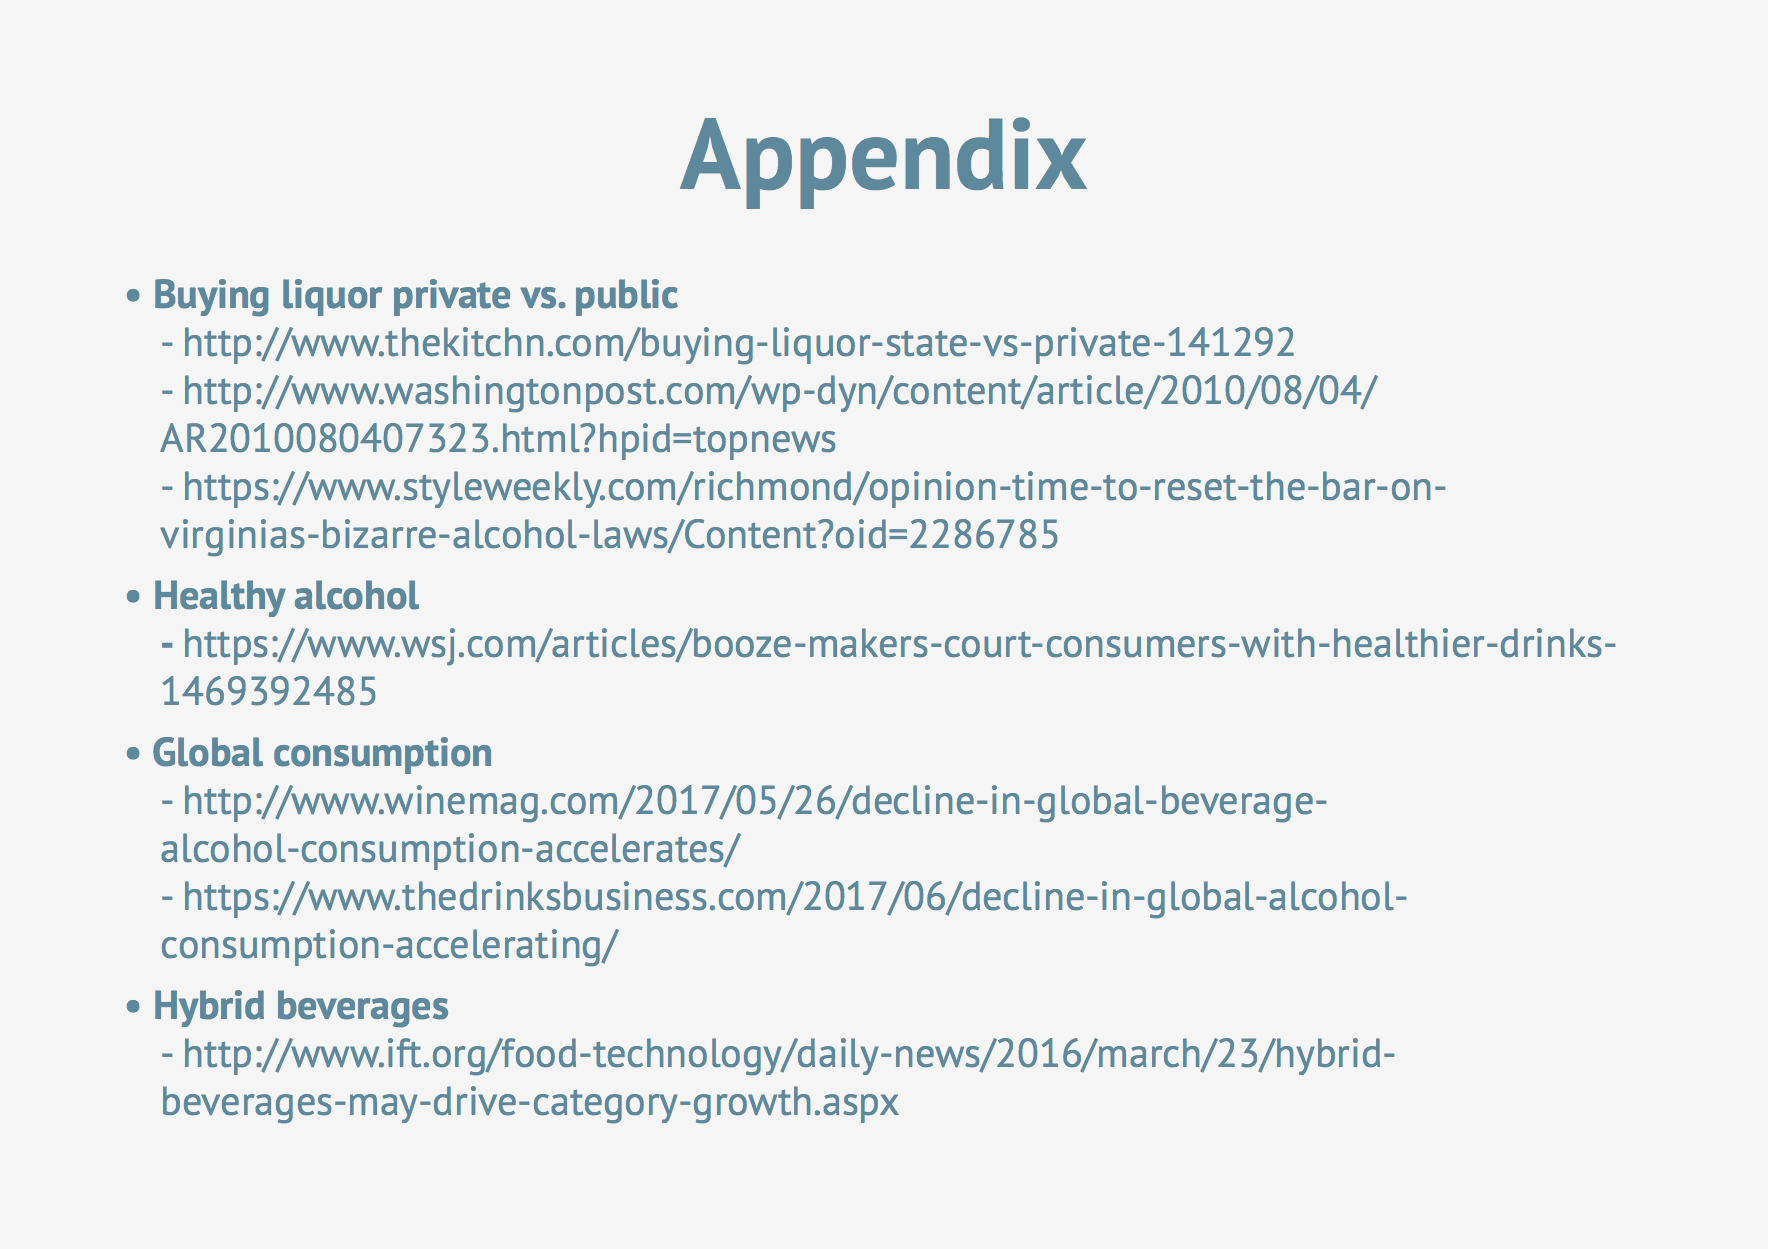 Appendix
• Buying liquor private vs. public
- http://www.thekitchn.com/buying-liquor-state-vs-private-141292
- http://www.washingtonpost.com/wp-dyn/content/article/2010/08/04/
AR2010080407323.html?hpid=topnews
- https://www.styleweekly.com/richmond/opinion-time-to-reset-the-bar-on-
virginias-bizarre-alcohol-laws/Content?oid=2286785
• Healthy alcohol
- https://www.wsj.com/articles/booze-makers-court-consumers-with-healthier-drinks-
1469392485
• Global consumption
- http://www.winemag.com/2017/05/26/decline-in-global-beverage-
alcohol-consumption-accelerates/
- https://www.thedrinksbusiness.com/2017/06/decline-in-global-alcohol-
consumption-accelerating/
• Hybrid beverages
- http://www.ift.org/food-technology/daily-news/2016/march/23/hybrid-
beverages-may-drive-category-growth.aspx